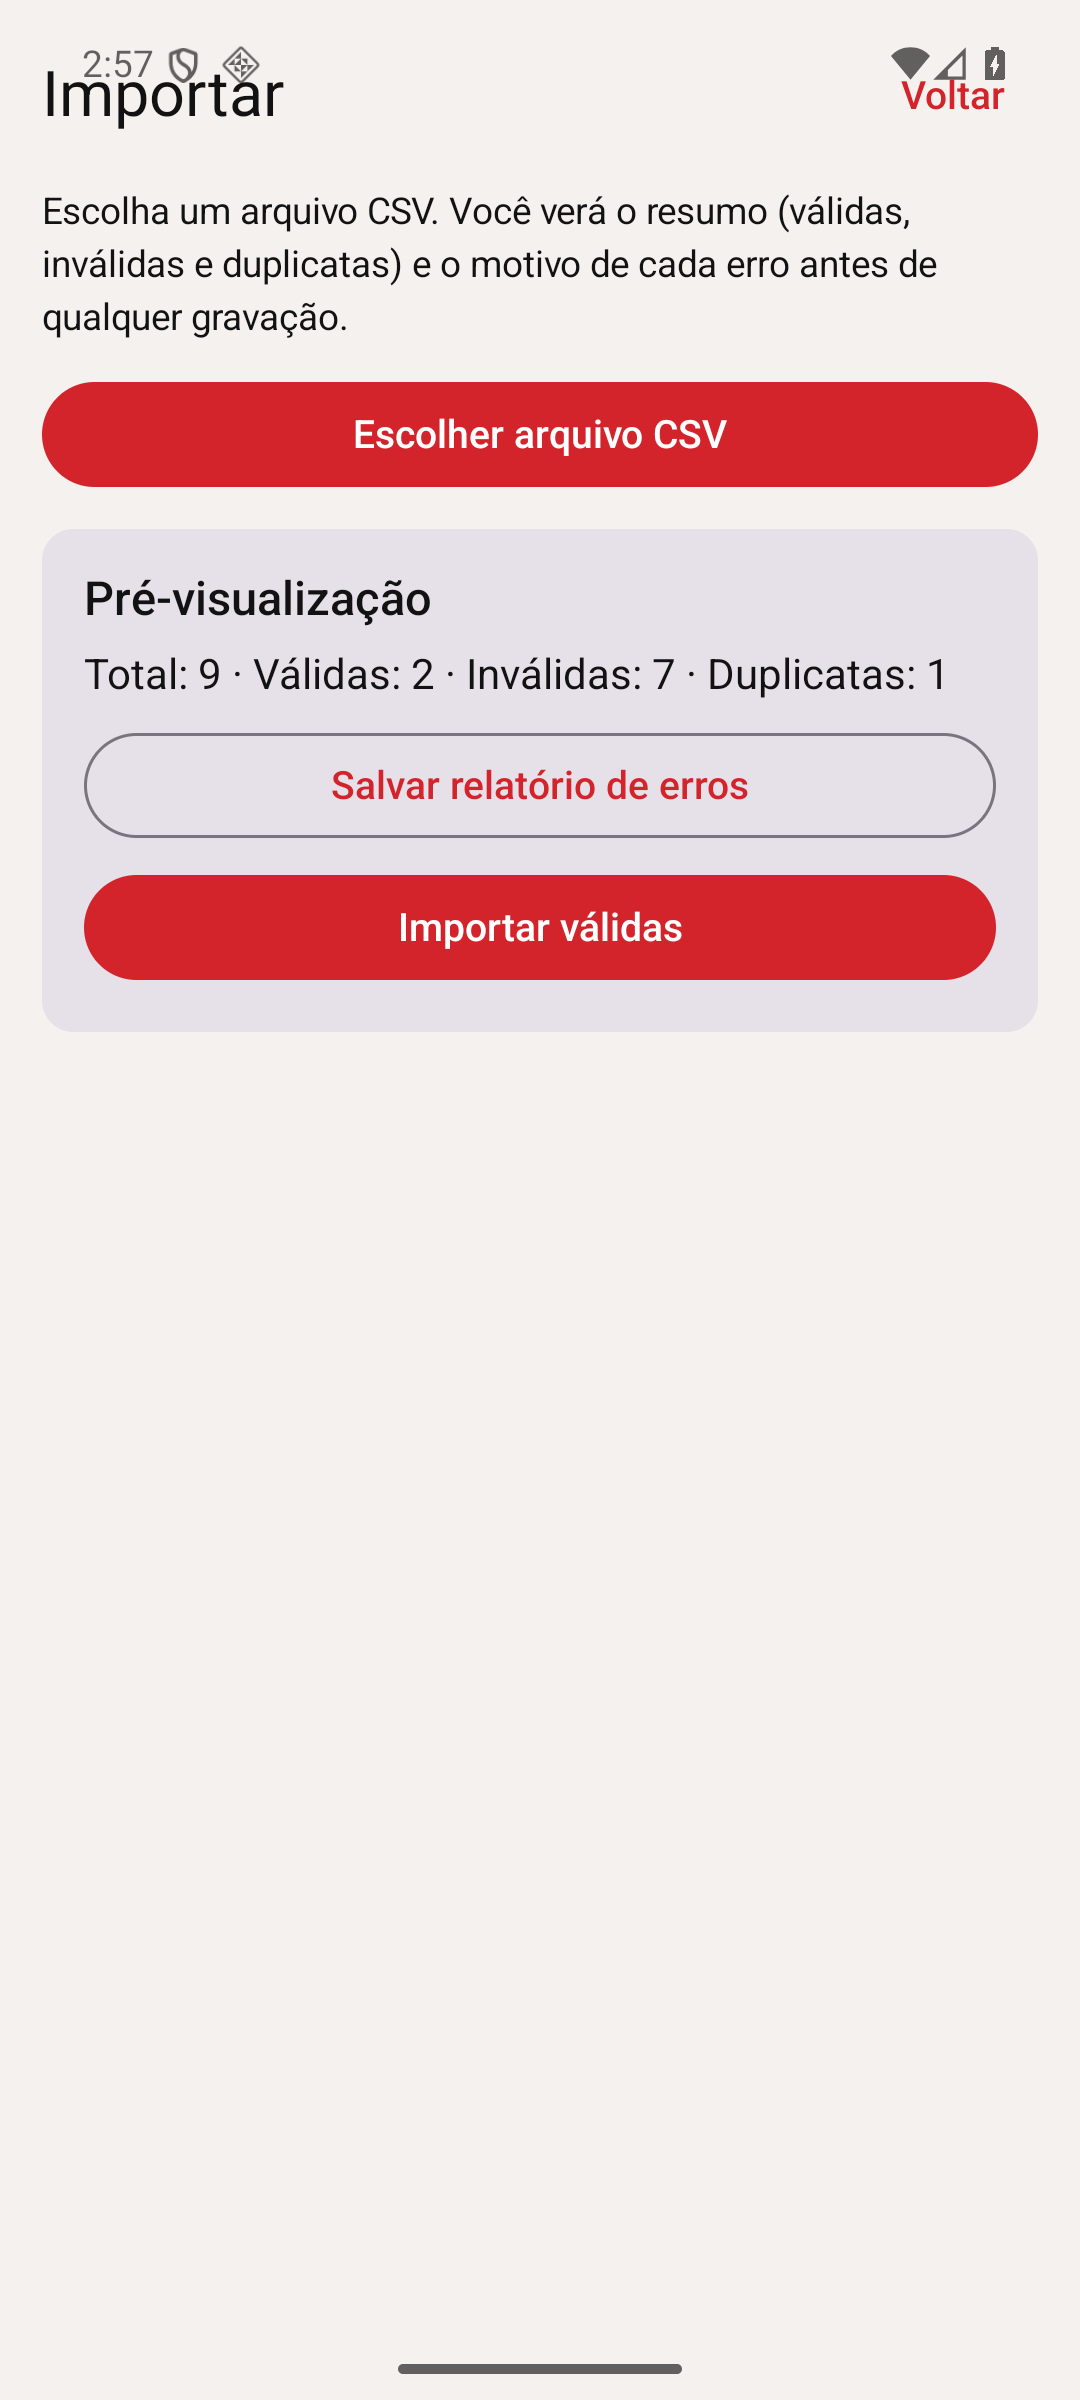 2:57
Importar
Voltar
Escolha um arquivo CSV. Você verá o resumo (válidas,
inválidas e duplicatas) e o motivo de cada erro antes de
qualquer gravação.
Escolher arquivo CSV
Pré-visualização
Total: 9 · Válidas: 2 · Inválidas: 7 · Duplicatas: 1
Salvar relatório de erros
Importar válidas